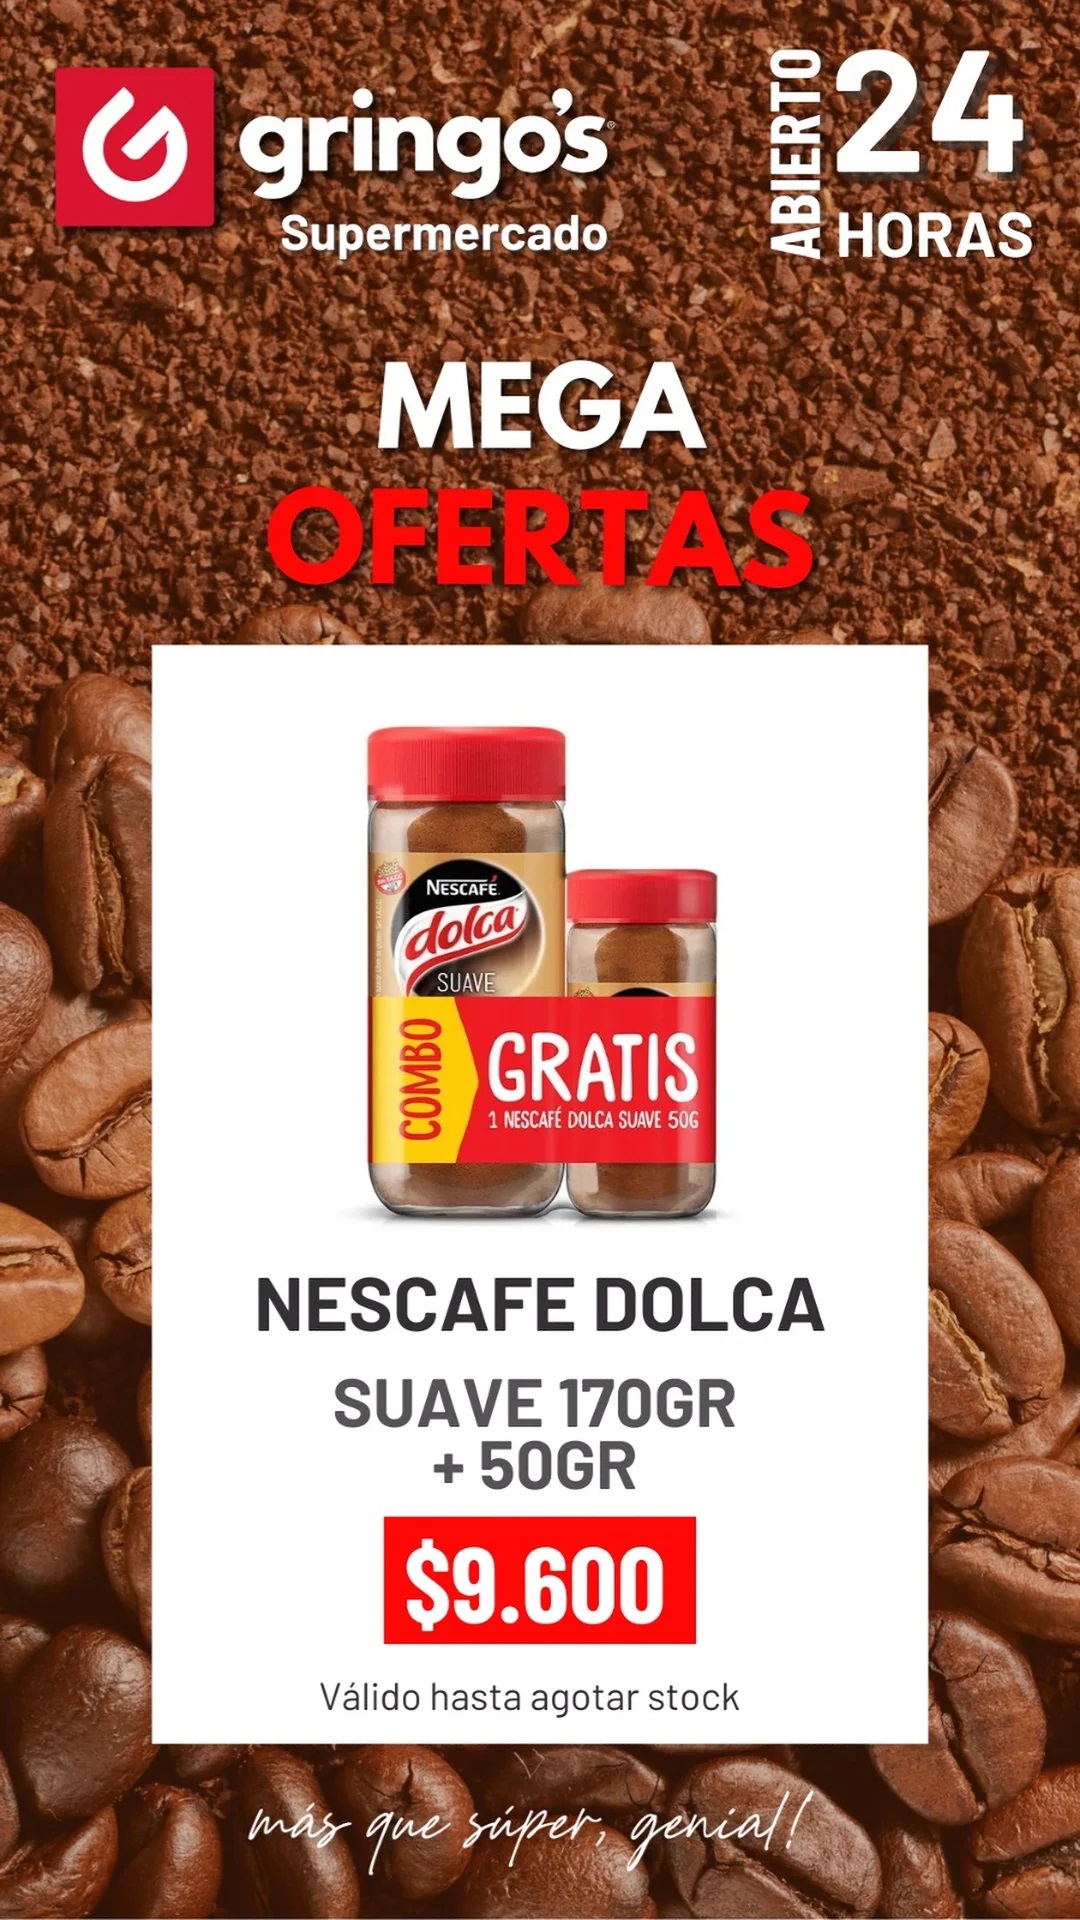 gringo's
Supermercado
ABIERTO
24
HORAS
MEGA
OFERTAS
NESCAFÉ
dolca
SUAVE
COMBO
GRATIS
1 NESCAFÉ DOLCA SUAVE 50G
NESCAFE DOLCA
SUAVE 170GR
+ 50GR
$9.600
Válido hasta agotar stock
más que súper, genial!